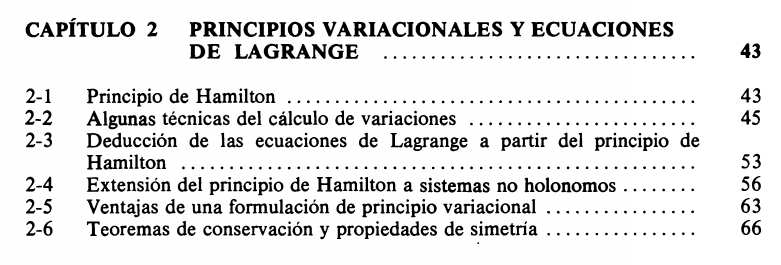 CAPÍTULO 2 PRINCIPIOS VARIACIONALES Y ECUACIONES
DE LAGRANGE ................................ 43
2-1 Principio de Hamilton ......................................... 43
2-2 Algunas técnicas del cálculo de variaciones ....................... 45
2-3 Deducción de las ecuaciones de Lagrange a partir del principio de
Hamilton .................................................... 53
2-4 Extensión del principio de Hamilton a sistemas no holonomos ........ 56
2-5 Ventajas de una formulación de principio variacional ............... 63
2-6 Teoremas de conservación y propiedades de simetría ................ 66